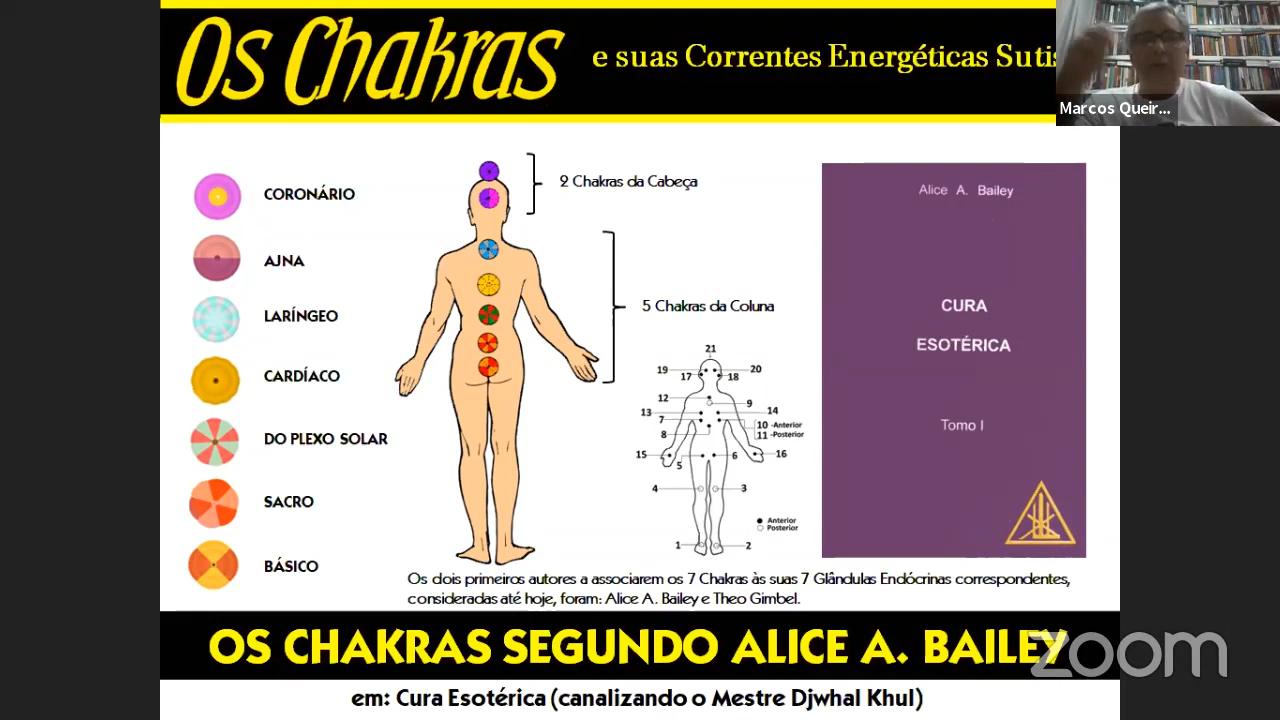 Os Chakras
e suas Correntes Energéticas Sutis
Marcos Queir...
CORONÁRIO
AJNA
LARÍNGEO
CARDÍACO
DO PLEXO SOLAR
SACRO
BÁSICO
2 Chakras da Cabeça
5 Chakras da Coluna
21
19
20
17
18
12
9
13
14
7
10 -Anterior
8
11 -Posterior
15
16
5
6
4
3
Anterior
Posterior
1
2
Alice A. Bailey
CURA
ESOTÉRICA
Tomo I
Os dois primeiros autores a associarem os 7 Chakras às suas 7 Glândulas Endócrinas correspondentes,
consideradas até hoje, foram: Alice A. Bailey e Theo Gimbel.
OS CHAKRAS SEGUNDO ALICE A. BAILEY
zoom
em: Cura Esotérica (canalizando o Mestre Djwhal Khul)